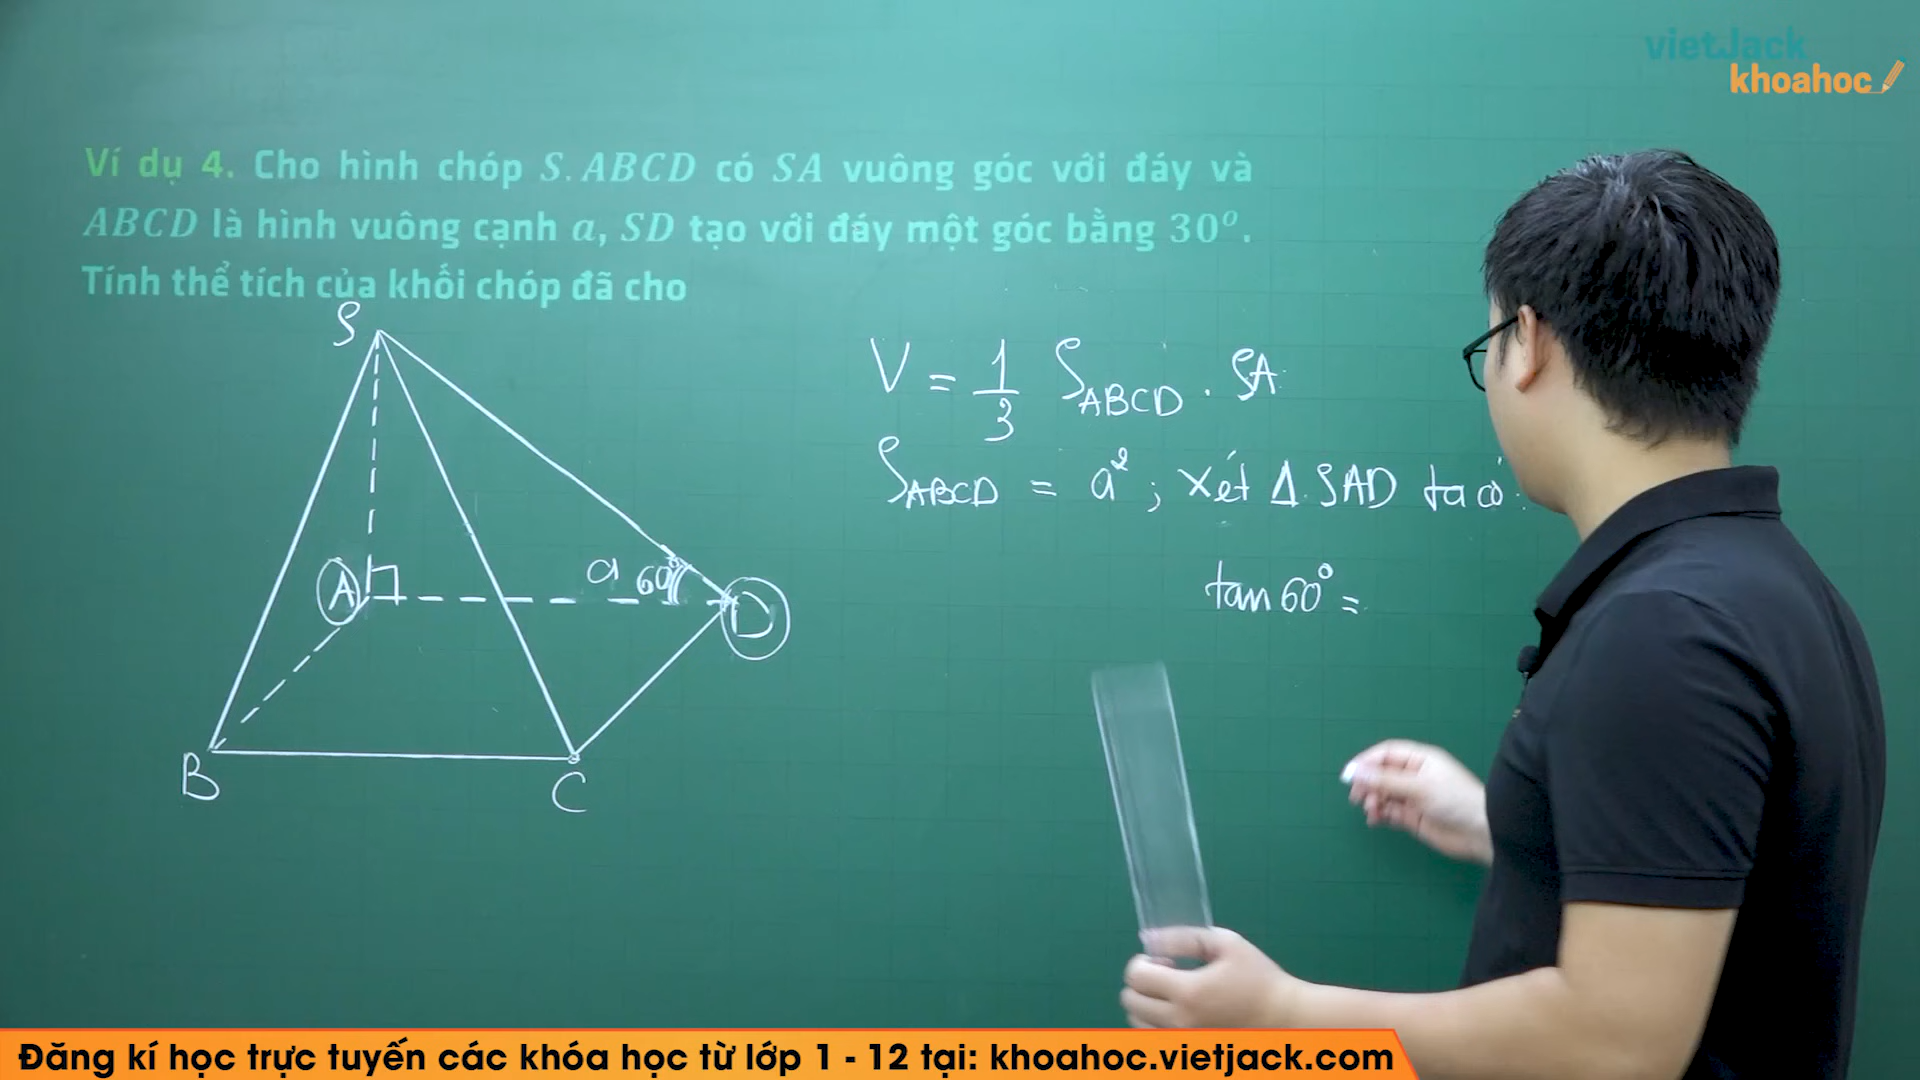 vietJack
khoahoc
Ví dụ 4. Cho hình chóp S.ABCD có SA vuông góc với đáy và
ABCD là hình vuông cạnh a, SD tạo với đáy một góc bằng 30°.
Tính thể tích của khối chóp đã cho
S
A
a 60°
D
B
C
V = 1/3 S_ABCD . SA
S_ABCD = a²; xét Δ SAD ta có:
tan 60° =
Đăng kí học trực tuyến các khóa học từ lớp 1 - 12 tại: khoahoc.vietjack.com